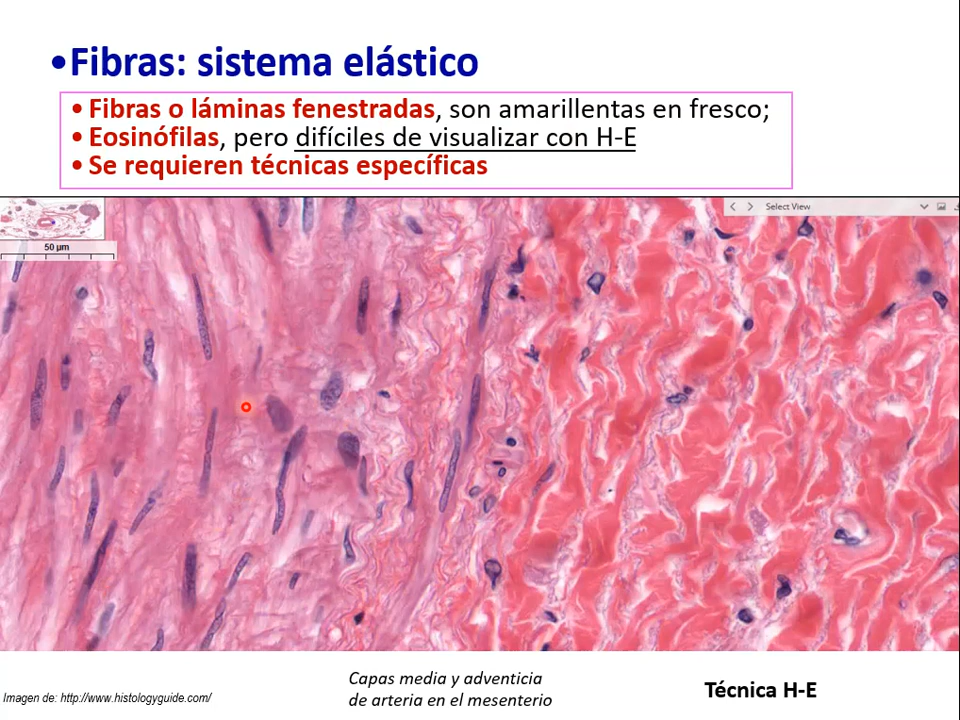 •Fibras: sistema elástico
• Fibras o láminas fenestradas, son amarillentas en fresco;
• Eosinófilas, pero difíciles de visualizar con H-E
• Se requieren técnicas específicas
Select View
50 µm
Capas media y adventicia
de arteria en el mesenterio
Imagen de: http://www.histologyguide.com/
Técnica H-E